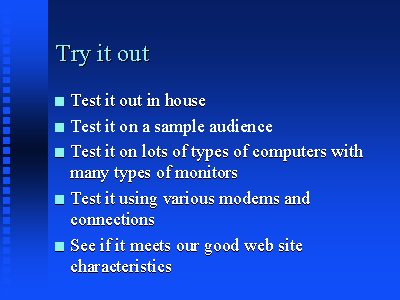 Try it out
Test it out in house
Test it on a sample audience
Test it on lots of types of computers with
many types of monitors
Test it using various modems and
connections
See if it meets our good web site
characteristics